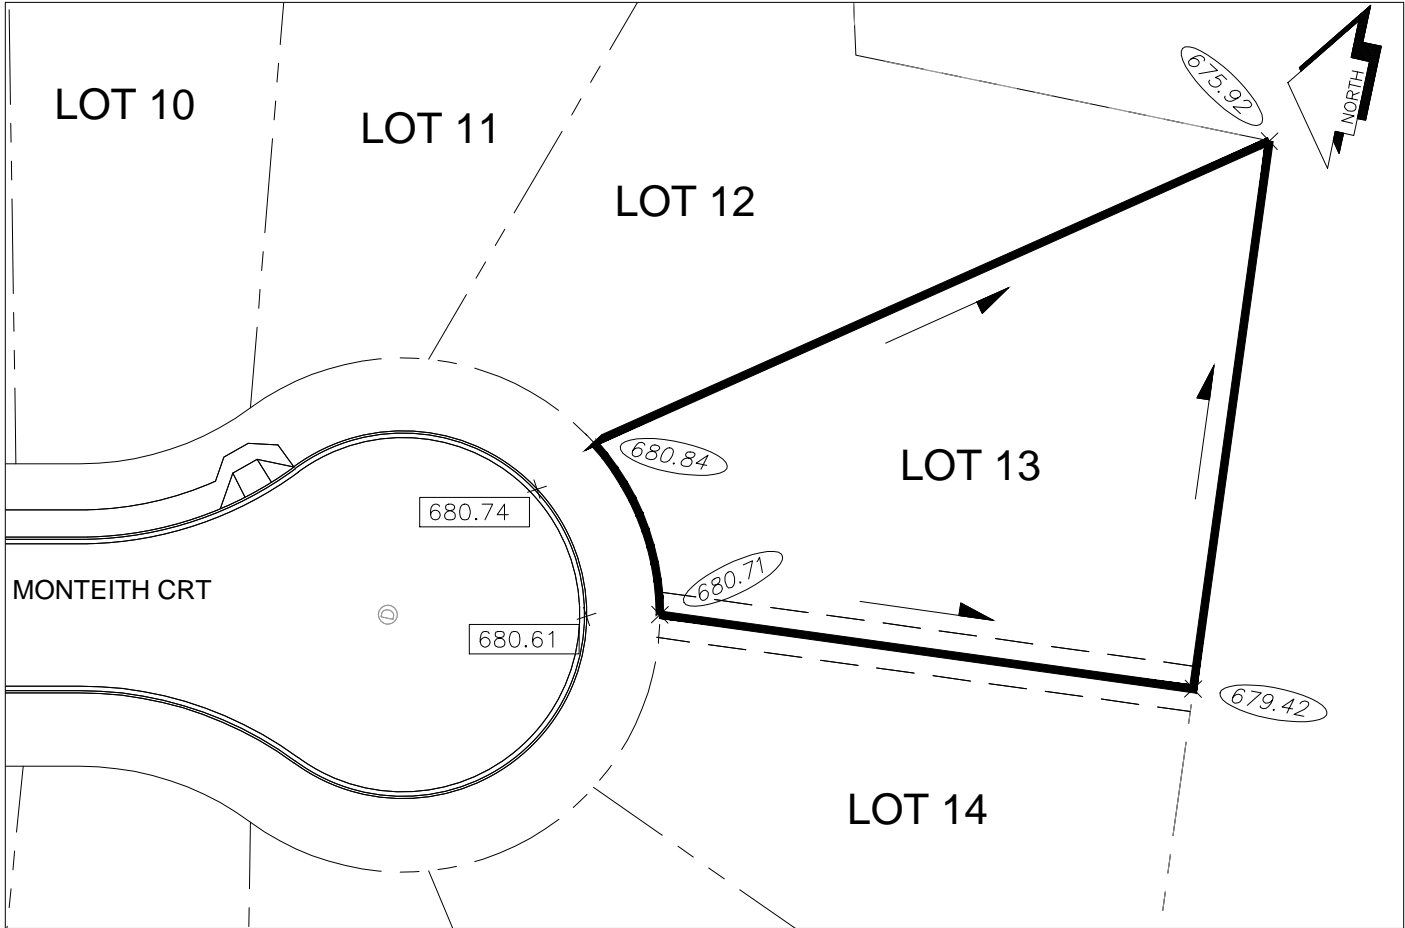 LOT 10
LOT 11
675.92
NORTH
LOT 12
680.84
LOT 13
680.74
680.71
MONTEITH CRT
D
680.61
679.42
LOT 14